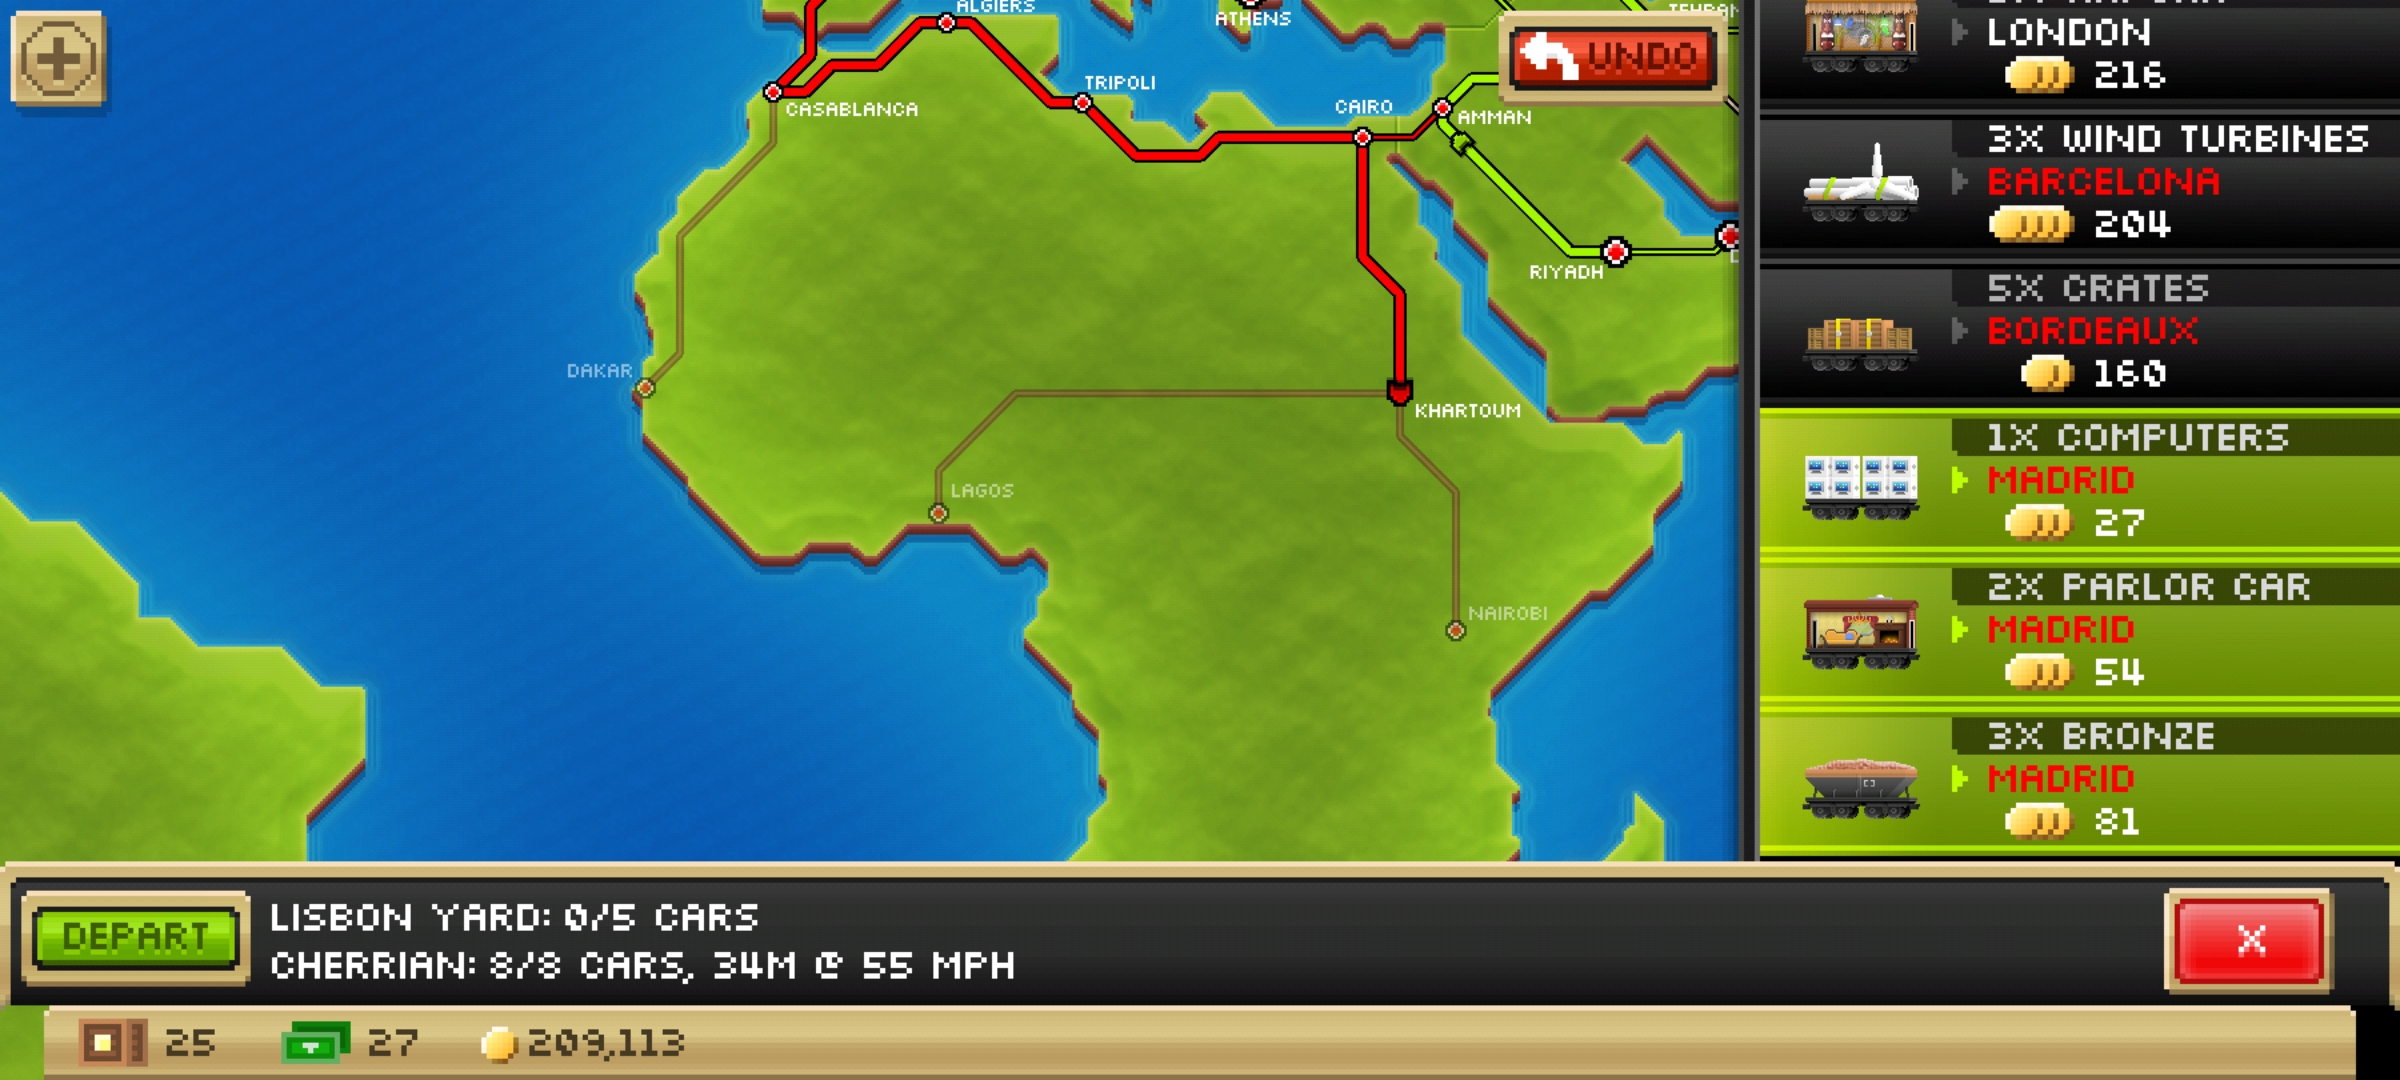 ALGIERS
ATHENS
TEHRAN
UNDO
CASABLANCA
TRIPOLI
CAIRO
AMMAN
RIYADH
DAKAR
KHARTOUM
LAGOS
NAIROBI
LONDON
216
3X WIND TURBINES
BARCELONA
204
5X CRATES
BORDEAUX
160
1X COMPUTERS
MADRID
27
2X PARLOR CAR
MADRID
54
3X BRONZE
MADRID
81
DEPART
LISBON YARD: 0/5 CARS
CHERRIAN: 8/8 CARS, 34M @ 55 MPH
X
25
27
209,113